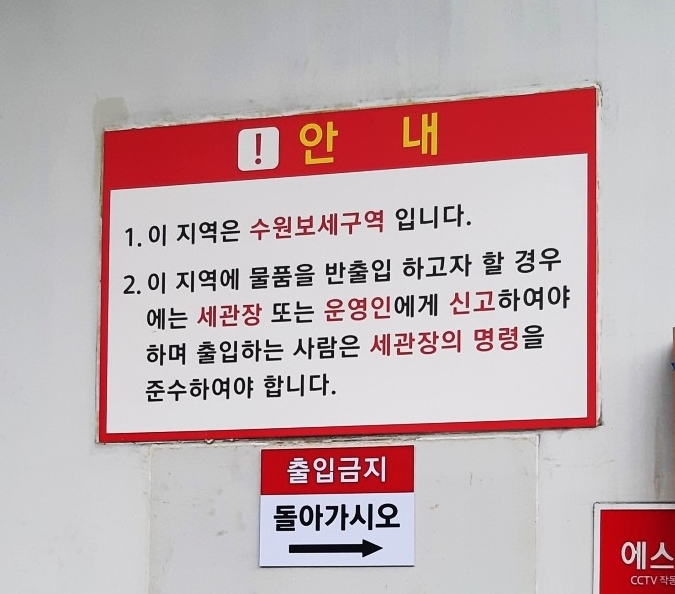 ! 안 내
1. 이 지역은 수원보세구역 입니다.
2. 이 지역에 물품을 반출입 하고자 할 경우
에는 세관장 또는 운영인에게 신고하여야
하며 출입하는 사람은 세관장의 명령을
준수하여야 합니다.
출입금지
돌아가시오
에스
CCTV 작동